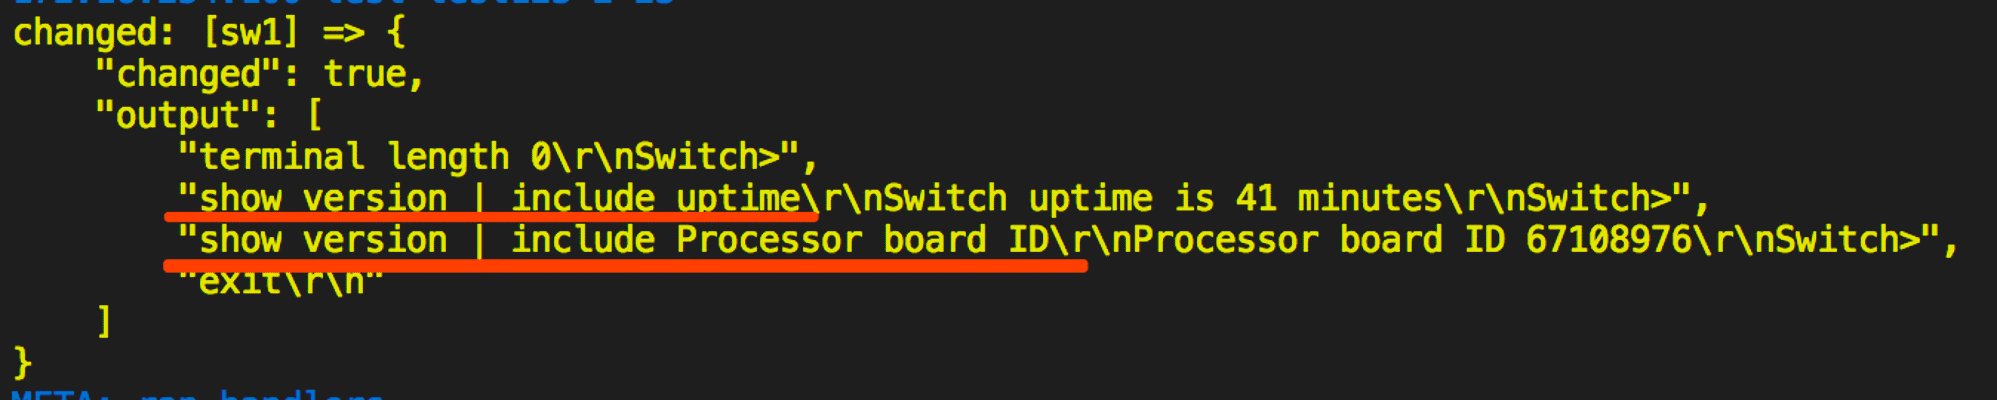 changed: [sw1] => {
"changed": true,
"output": [
"terminal length 0\r\nSwitch>",
"show version | include uptime\r\nSwitch uptime is 41 minutes\r\nSwitch>",
"show version | include Processor board ID\r\nProcessor board ID 67108976\r\nSwitch>",
"exit\r\n"
]
}
META: ran handlers